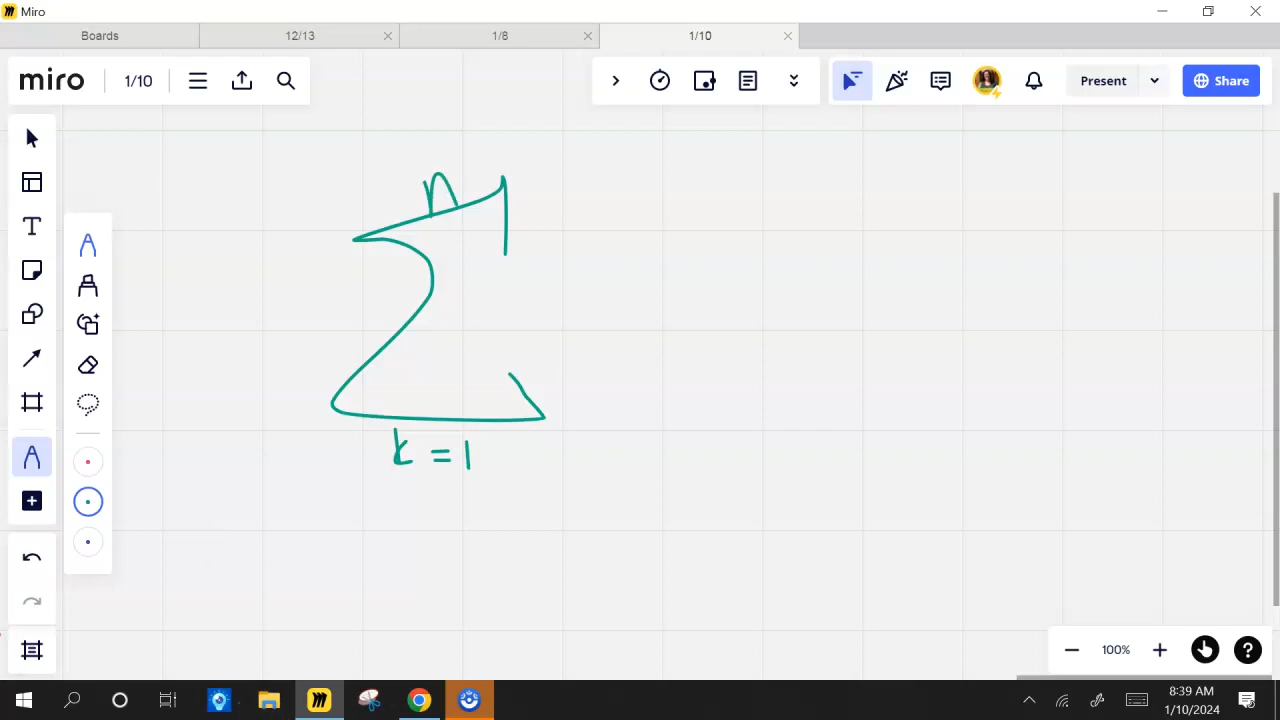 Miro
Boards 12/13 1/8 1/10
miro 1/10 Present Share
n
Σ
k = 1
100%
8:39 AM
1/10/2024